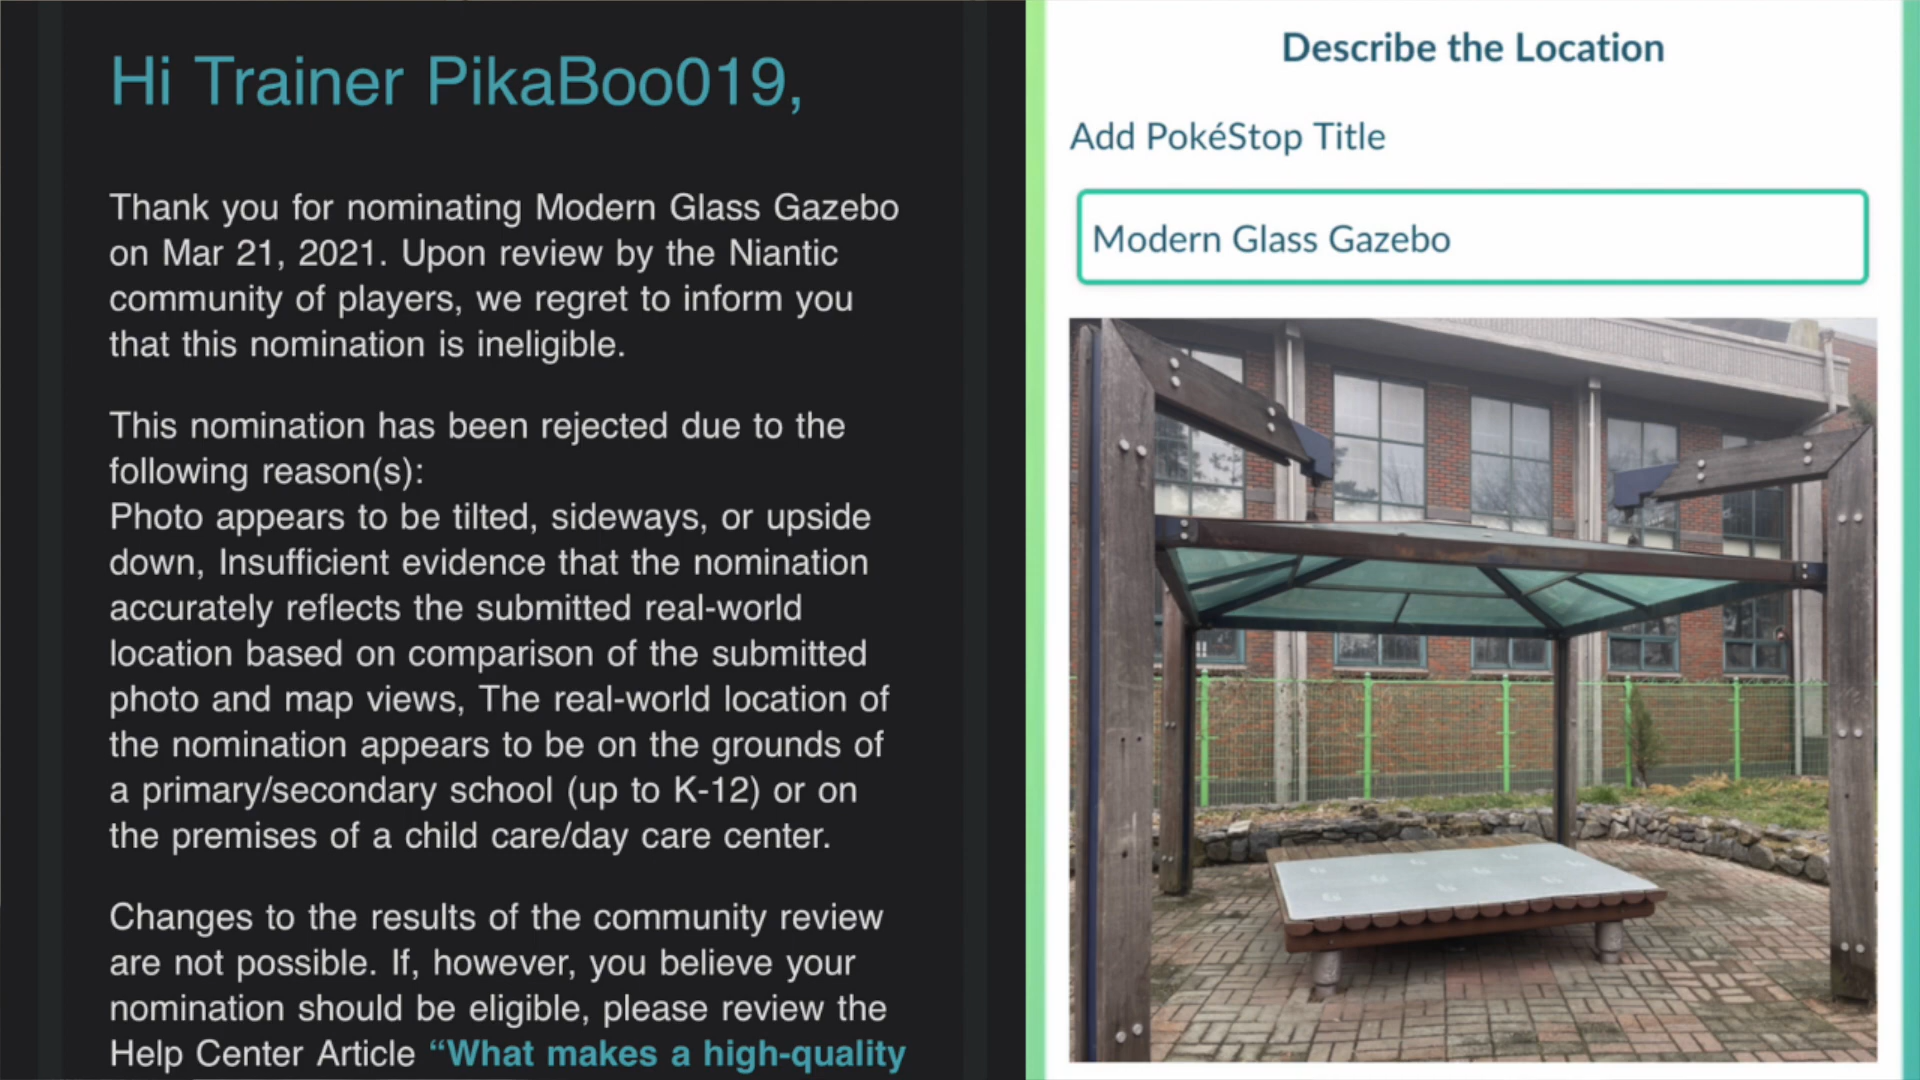 Hi Trainer PikaBoo019,
Thank you for nominating Modern Glass Gazebo
on Mar 21, 2021. Upon review by the Niantic
community of players, we regret to inform you
that this nomination is ineligible.
This nomination has been rejected due to the
following reason(s):
Photo appears to be tilted, sideways, or upside
down, Insufficient evidence that the nomination
accurately reflects the submitted real-world
location based on comparison of the submitted
photo and map views, The real-world location of
the nomination appears to be on the grounds of
a primary/secondary school (up to K-12) or on
the premises of a child care/day care center.
Changes to the results of the community review
are not possible. If, however, you believe your
nomination should be eligible, please review the
Help Center Article “What makes a high-quality
Describe the Location
Add PokéStop Title
Modern Glass Gazebo